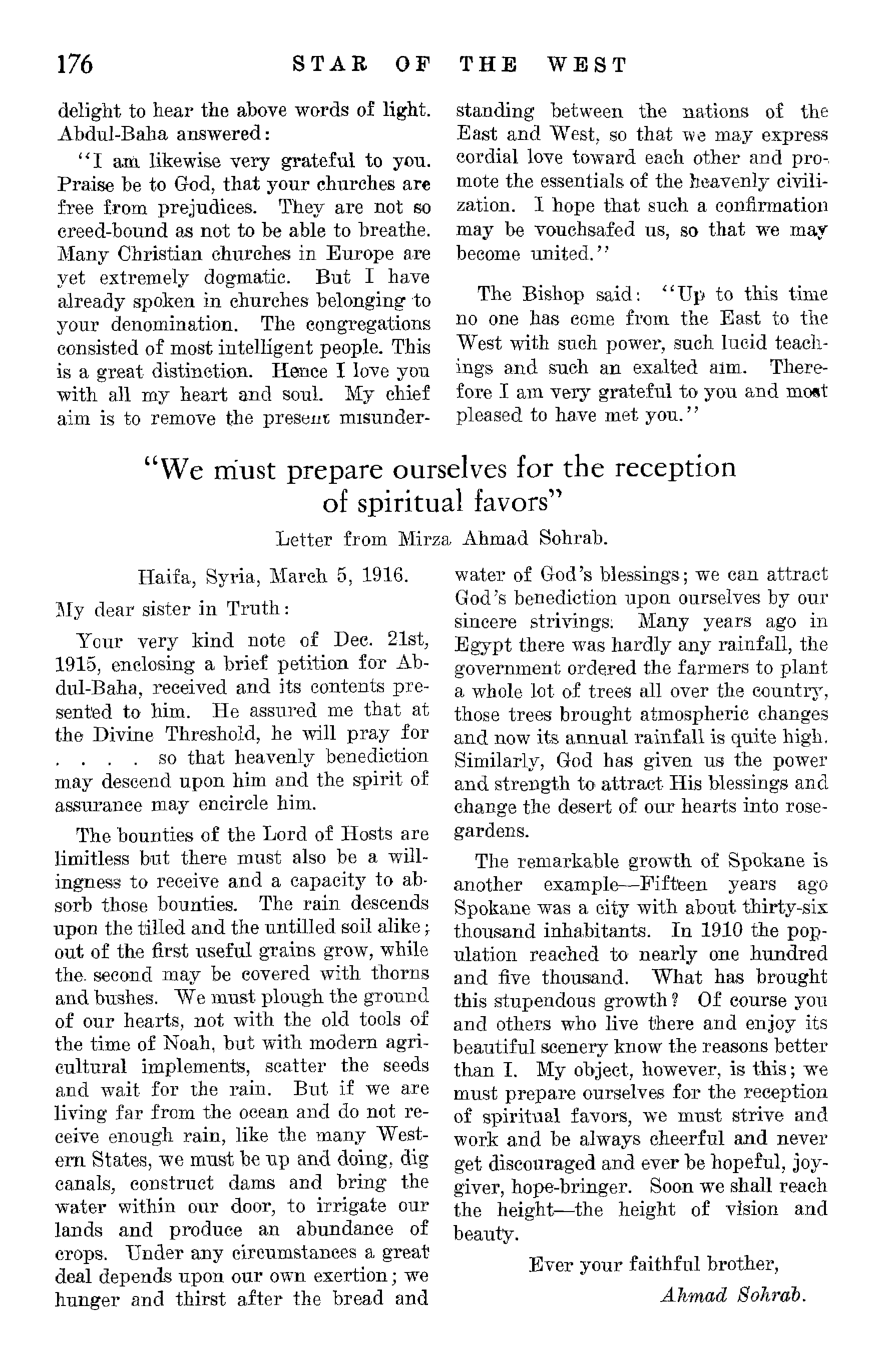 176 STAR OF THE WEST
delight to hear the above words of light.
Abdul-Baha answered:
"I am likewise very grateful to you.
Praise be to God, that your churches are
free from prejudices. They are not so
creed-bound as not to be able to breathe.
Many Christian churches in Europe are
yet extremely dogmatic. But I have
already spoken in churches belonging to
your denomination. The congregations
consisted of most intelligent people. This
is a great distinction. Hence I love you
with all my heart and soul. My chief
aim is to remove the present misunder-
standing between the nations of the
East and West, so that we may express
cordial love toward each other and pro-
mote the essentials of the heavenly civili-
zation. I hope that such a confirmation
may be vouchsafed us, so that we may
become united."
The Bishop said: "Up to this time
no one has come from the East to the
West with such power, such lucid teach-
ings and such an exalted aim. There-
fore I am very grateful to you and most
pleased to have met you."
"We must prepare ourselves for the reception
of spiritual favors"
Letter from Mirza Ahmad Sohrab.
Haifa, Syria, March 5, 1916.
My dear sister in Truth:
Your very kind note of Dec. 21st,
1915, enclosing a brief petition for Ab-
dul-Baha, received and its contents pre-
sented to him. He assured me that at
the Divine Threshold, he will pray for
. . . . so that heavenly benediction
may descend upon him and the spirit of
assurance may encircle him.
The bounties of the Lord of Hosts are
limitless but there must also be a will-
ingness to receive and a capacity to ab-
sorb those bounties. The rain descends
upon the tilled and the untilled soil alike;
out of the first useful grains grow, while
the second may be covered with thorns
and bushes. We must plough the ground
of our hearts, not with the old tools of
the time of Noah, but with modern agri-
cultural implements, scatter the seeds
and wait for the rain. But if we are
living far from the ocean and do not re-
ceive enough rain, like the many West-
ern States, we must be up and doing, dig
canals, construct dams and bring the
water within our door, to irrigate our
lands and produce an abundance of
crops. Under any circumstances a great
deal depends upon our own exertion; we
hunger and thirst after the bread and
water of God's blessings; we can attract
God's benediction upon ourselves by our
sincere strivings. Many years ago in
Egypt there was hardly any rainfall, the
government ordered the farmers to plant
a whole lot of trees all over the country,
those trees brought atmospheric changes
and now its annual rainfall is quite high.
Similarly, God has given us the power
and strength to attract His blessings and
change the desert of our hearts into rose-
gardens.
The remarkable growth of Spokane is
another example—Fifteen years ago
Spokane was a city with about thirty-six
thousand inhabitants. In 1910 the pop-
ulation reached to nearly one hundred
and five thousand. What has brought
this stupendous growth? Of course you
and others who live there and enjoy its
beautiful scenery know the reasons better
than I. My object, however, is this; we
must prepare ourselves for the reception
of spiritual favors, we must strive and
work and be always cheerful and never
get discouraged and ever be hopeful, joy-
giver, hope-bringer. Soon we shall reach
the height—the height of vision and
beauty.
Ever your faithful brother,
Ahmad Sohrab.